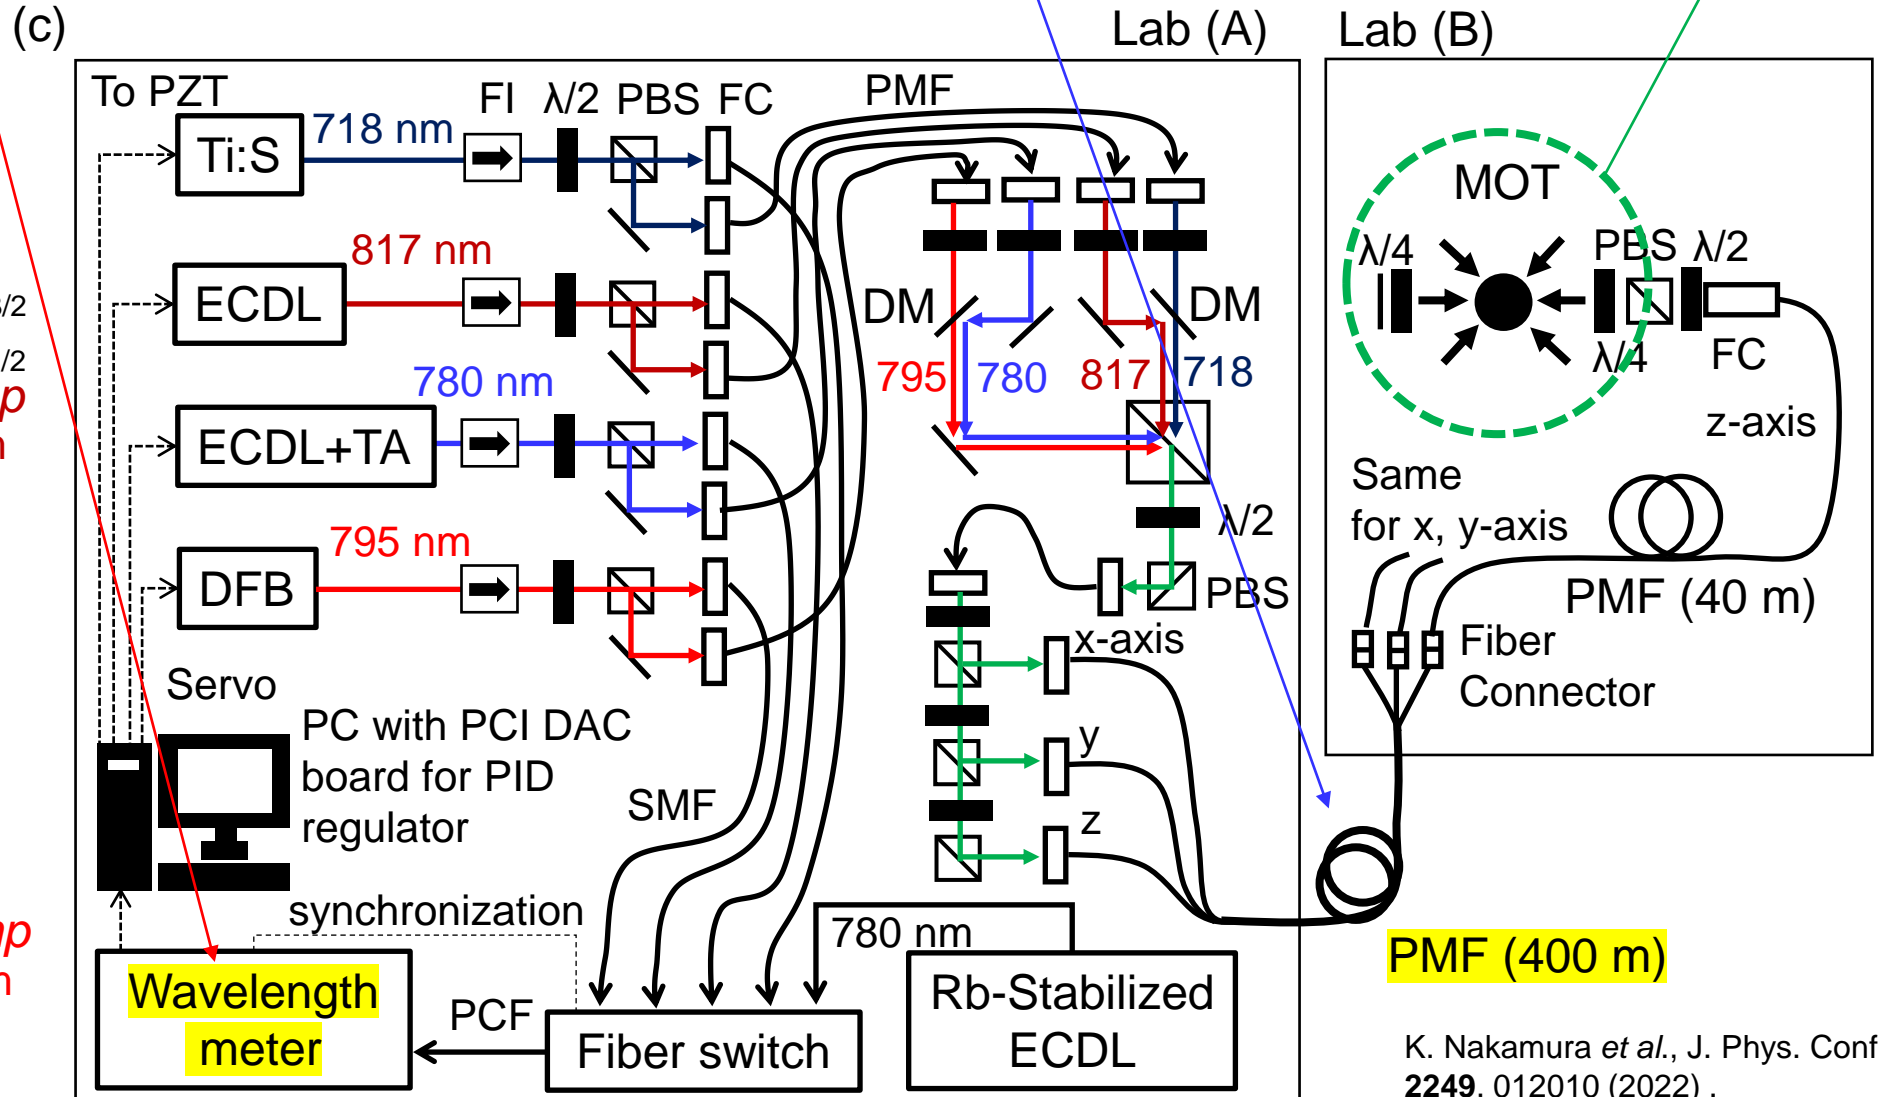 (c)
Lab (A)
Lab (B)
To PZT
FI
λ/2
PBS
FC
PMF
Ti:S
718 nm
ECDL
817 nm
ECDL+TA
780 nm
DFB
795 nm
DM
DM
795
780
817
718
λ/2
PBS
x-axis
y
z
Servo
PC with PCI DAC
board for PID
regulator
SMF
synchronization
780 nm
Wavelength
meter
PCF
Fiber switch
Rb-Stabilized
ECDL
MOT
λ/4
PBS
λ/2
λ/4
FC
z-axis
Same
for x, y-axis
PMF (40 m)
Fiber
Connector
PMF (400 m)
K. Nakamura et al., J. Phys. Conf
2249, 012010 (2022) .
/2
/2
p
n
p
n